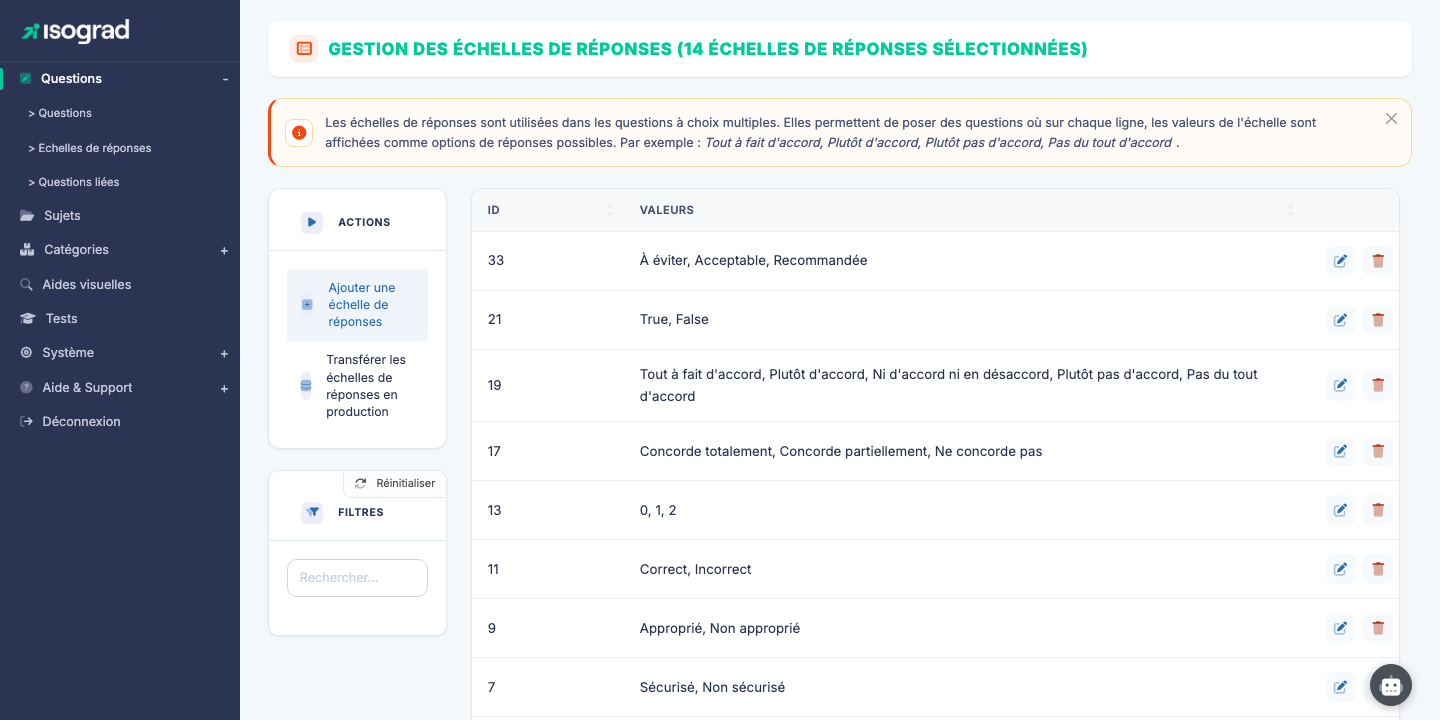 isograd
GESTION DES ÉCHELLES DE RÉPONSES (14 ÉCHELLES DE RÉPONSES SÉLECTIONNÉES)
Questions -
> Questions
> Echelles de réponses
> Questions liées
Sujets
Catégories +
Aides visuelles
Tests
Système +
Aide & Support +
Déconnexion
Les échelles de réponses sont utilisées dans les questions à choix multiples. Elles permettent de poser des questions où sur chaque ligne, les valeurs de l'échelle sont
affichées comme options de réponses possibles. Par exemple : Tout à fait d'accord, Plutôt d'accord, Plutôt pas d'accord, Pas du tout d'accord .
ACTIONS
Ajouter une
échelle de
réponses
Transférer les
échelles de
réponses en
production
Réinitialiser
FILTRES
Rechercher...
ID VALEURS
33 À éviter, Acceptable, Recommandée
21 True, False
19 Tout à fait d'accord, Plutôt d'accord, Ni d'accord ni en désaccord, Plutôt pas d'accord, Pas du tout
d'accord
17 Concorde totalement, Concorde partiellement, Ne concorde pas
13 0, 1, 2
11 Correct, Incorrect
9 Approprié, Non approprié
7 Sécurisé, Non sécurisé